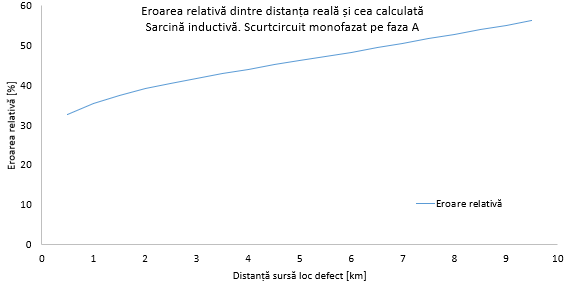 Eroarea relativă dintre distanța reală și cea calculată
Sarcină inductivă. Scurtcircuit monofazat pe faza A
60
50
40
30
20
10
0
Eroarea relativă [%]
Eroare relativă
0 1 2 3 4 5 6 7 8 9 10
Distanță sursă loc defect [km]